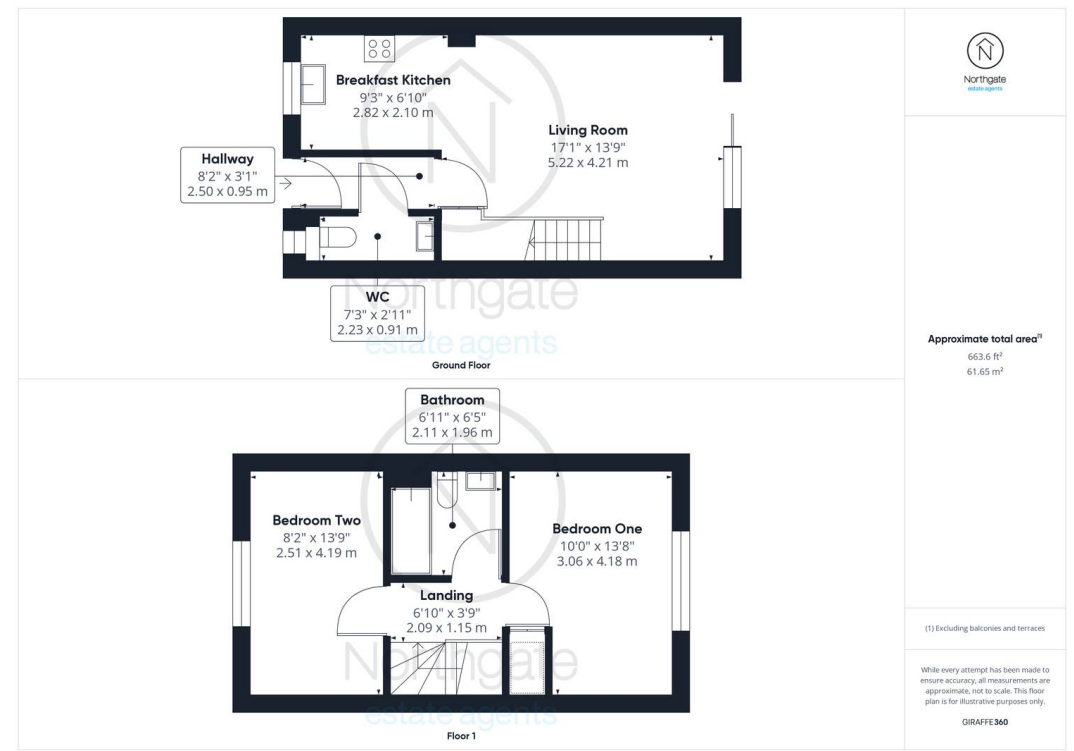 Breakfast Kitchen
9'3" x 6'10"
2.82 x 2.10 m
Living Room
17'1" x 13'9"
5.22 x 4.21 m
Hallway
8'2" x 3'1"
2.50 x 0.95 m
WC
7'3" x 2'11"
2.23 x 0.91 m
Northgate
estate agents
Ground Floor
Bathroom
6'11" x 6'5"
2.11 x 1.96 m
Bedroom Two
8'2" x 13'9"
2.51 x 4.19 m
Bedroom One
10'0" x 13'8"
3.06 x 4.18 m
Landing
6'10" x 3'9"
2.09 x 1.15 m
Northgate
estate agents
Floor 1
N
Northgate
estate agents
Approximate total area(1)
663.6 ft²
61.65 m²
(1) Excluding balconies and terraces
While every attempt has been made to
ensure accuracy, all measurements are
approximate, not to scale. This floor
plan is for illustrative purposes only.
GIRAFFE360